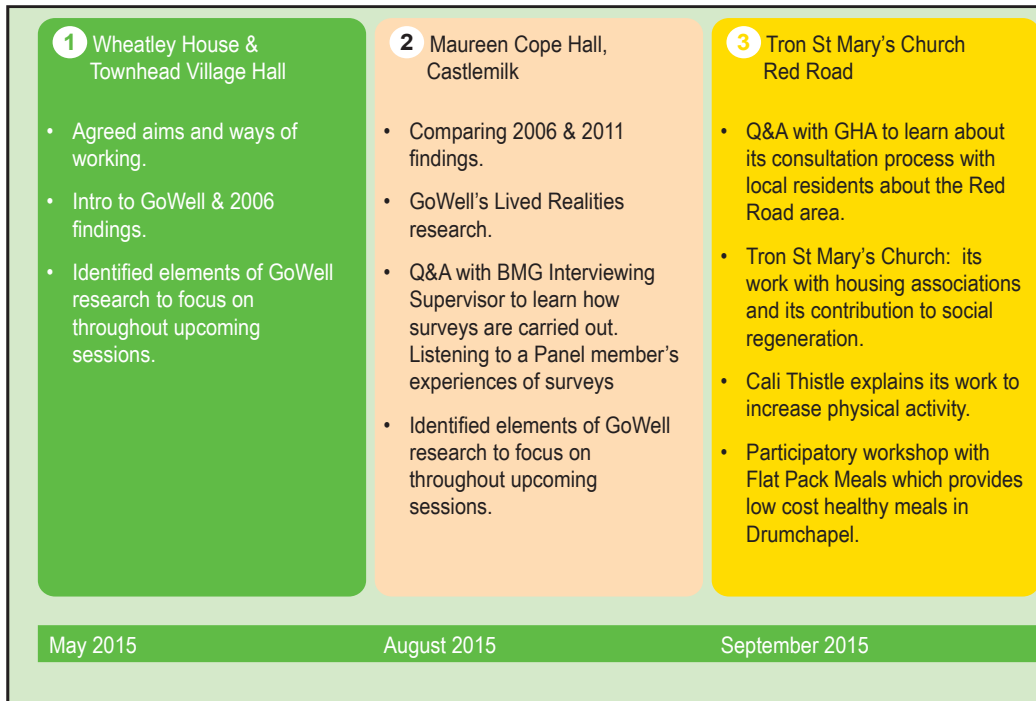 1 Wheatley House &
Townhead Village Hall
• Agreed aims and ways of
working.
• Intro to GoWell & 2006
findings.
• Identified elements of GoWell
research to focus on
throughout upcoming
sessions.
2 Maureen Cope Hall,
Castlemilk
• Comparing 2006 & 2011
findings.
• GoWell’s Lived Realities
research.
• Q&A with BMG Interviewing
Supervisor to learn how
surveys are carried out.
Listening to a Panel member’s
experiences of surveys
• Identified elements of GoWell
research to focus on
throughout upcoming
sessions.
3 Tron St Mary’s Church
Red Road
• Q&A with GHA to learn about
its consultation process with
local residents about the Red
Road area.
• Tron St Mary’s Church:  its
work with housing associations
and its contribution to social
regeneration.
• Cali Thistle explains its work to
increase physical activity.
• Participatory workshop with
Flat Pack Meals which provides
low cost healthy meals in
Drumchapel.
May 2015
August 2015
September 2015